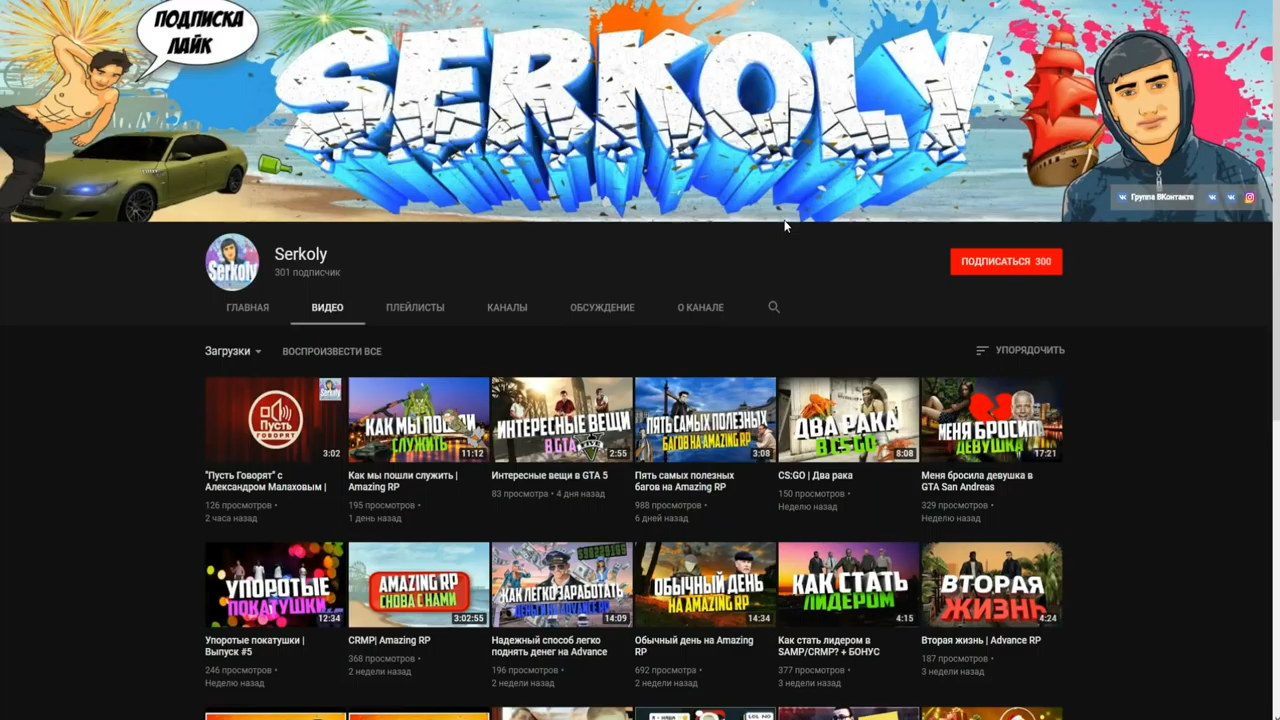 ПОДПИСКА
ЛАЙК
SERKOLY
Группа ВКонтакте
Serkoly
Serkoly
301 подписчик
ПОДПИСАТЬСЯ 300
ГЛАВНАЯ
ВИДЕО
ПЛЕЙЛИСТЫ
КАНАЛЫ
ОБСУЖДЕНИЕ
О КАНАЛЕ
Загрузки
ВОСПРОИЗВЕСТИ ВСЕ
УПОРЯДОЧИТЬ
Пусть
ГОВОРЯТ
3:02
"Пусть Говорят" с
Александром Малаховым |
126 просмотров •
2 часа назад
СЛУЖИТЬ
11:12
Как мы пошли служить |
Amazing RP
195 просмотров •
1 день назад
ИНТЕРЕСНЫЕ ВЕЩИ
В GTA
2:55
Интересные вещи в GTA 5
83 просмотра • 4 дня назад
ПЯТЬ САМЫХ ПОЛЕЗНЫХ
БАГОВ НА AMAZING RP
3:08
Пять самых полезных
багов на Amazing RP
988 просмотров •
6 дней назад
ДВА РАКА
В CS:GO
8:08
CS:GO | Два рака
150 просмотров •
Неделю назад
МЕНЯ БРОСИЛА
ДЕВУШКА
17:21
Меня бросила девушка в
GTA San Andreas
329 просмотров •
Неделю назад
УПОРОТЫЕ
ПОКАТУШКИ
12:34
Упоротые покатушки |
Выпуск #5
246 просмотров •
Неделю назад
AMAZING RP
СНОВА С НАМИ
3:02:55
CRMP| Amazing RP
368 просмотров •
2 недели назад
КАК ЛЕГКО ЗАРАБОТАТЬ
ДЕНЬГИ НА ADVANCE RP
14:09
Надежный способ легко
поднять денег на Advance
196 просмотров •
2 недели назад
ОБЫЧНЫЙ ДЕНЬ
НА AMAZING RP
14:34
Обычный день на Amazing
RP
692 просмотра •
2 недели назад
КАК СТАТЬ
ЛИДЕРОМ
4:15
Как стать лидером в
SAMP/CRMP? + БОНУС
377 просмотров •
3 недели назад
ВТОРАЯ
ЖИЗНЬ
4:24
Вторая жизнь | Advance RP
187 просмотров •
3 недели назад